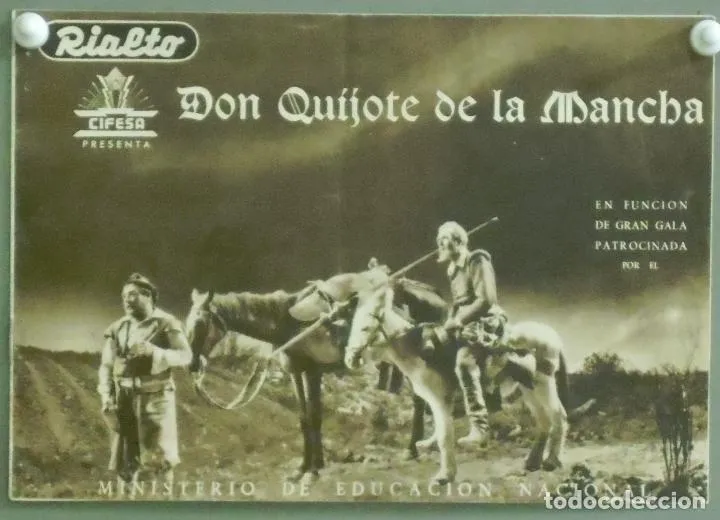 Rialto
CIFESA
PRESENTA
Don Quijote de la Mancha
EN FUNCION
DE GRAN GALA
PATROCINADA
POR EL
MINISTERIO DE EDUCACION NACIONAL
todocoleccion.net